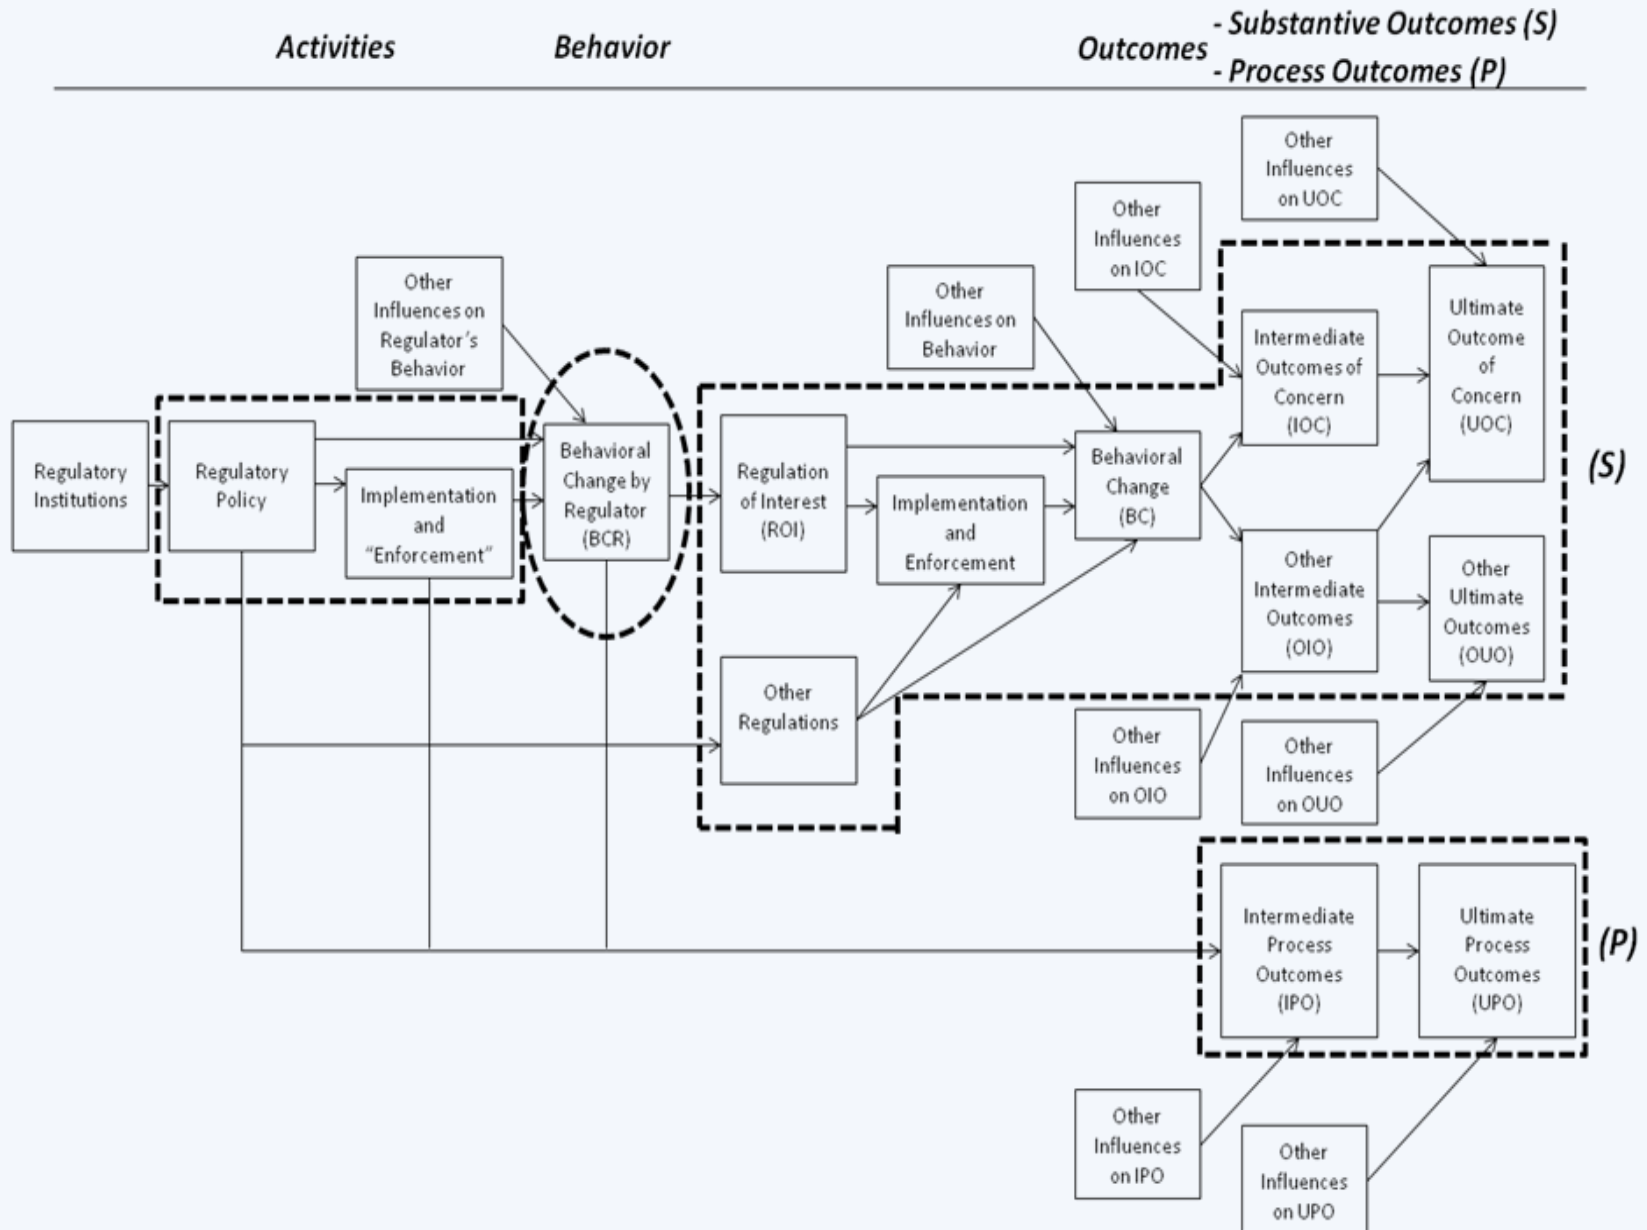 Activities
Behavior
Outcomes
- Substantive Outcomes (S)
- Process Outcomes (P)
Other
Influences
on UOC
Other
Influences
on IOC
Other
Influences on
Regulator's
Behavior
Other
Influences on
Behavior
Intermediate
Outcomes of
Concern
(IOC)
Ultimate
Outcome
of
Concern
(UOC)
Regulatory
Institutions
Regulatory
Policy
Implementation
and
"Enforcement"
Behavioral
Change by
Regulator
(BCR)
Regulation
of Interest
(ROI)
Implementation
and
Enforcement
Behavioral
Change
(BC)
(S)
Other
Intermediate
Outcomes
(OIO)
Other
Ultimate
Outcomes
(OUO)
Other
Regulations
Other
Influences
on OIO
Other
Influences
on OUO
Intermediate
Process
Outcomes
(IPO)
Ultimate
Process
Outcomes
(UPO)
(P)
Other
Influences
on IPO
Other
Influences
on UPO